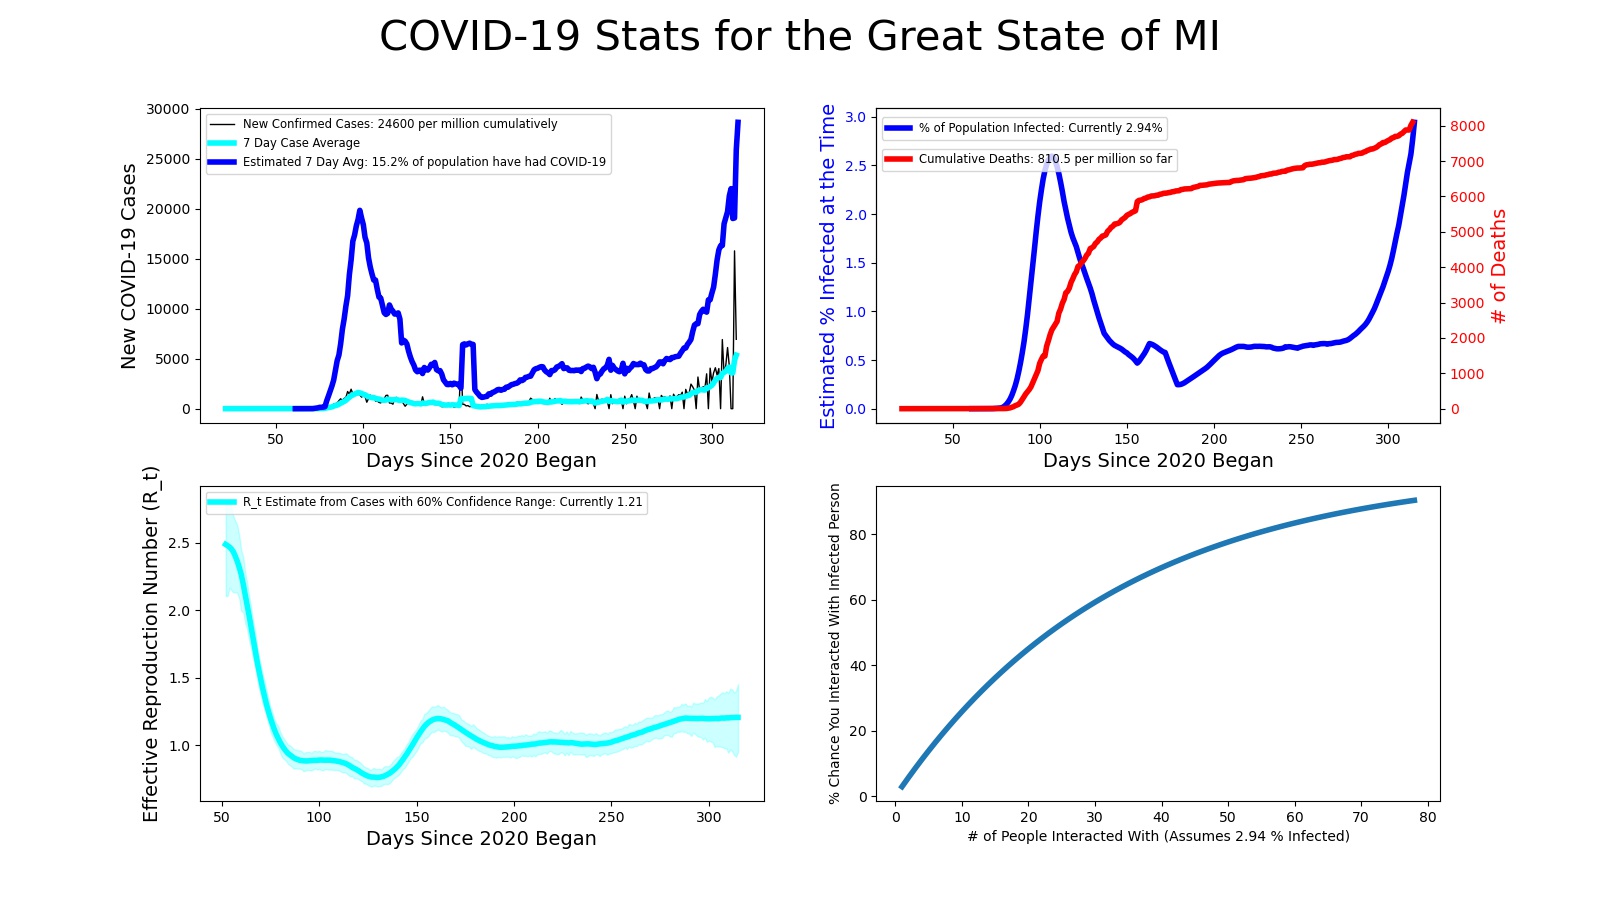 COVID-19 Stats for the Great State of MI
New COVID-19 Cases
30000
25000
20000
15000
10000
5000
0
New Confirmed Cases: 24600 per million cumulatively
7 Day Case Average
Estimated 7 Day Avg: 15.2% of population have had COVID-19
50 100 150 200 250 300
Days Since 2020 Began
Estimated % Infected at the Time
3.0
2.5
2.0
1.5
1.0
0.5
0.0
% of Population Infected: Currently 2.94%
Cumulative Deaths: 810.5 per million so far
8000
7000
6000
5000
4000
3000
2000
1000
0
# of Deaths
50 100 150 200 250 300
Days Since 2020 Began
Effective Reproduction Number (R_t)
2.5
2.0
1.5
1.0
R_t Estimate from Cases with 60% Confidence Range: Currently 1.21
50 100 150 200 250 300
Days Since 2020 Began
% Chance You Interacted With Infected Person
80
60
40
20
0
0 10 20 30 40 50 60 70 80
# of People Interacted With (Assumes 2.94 % Infected)